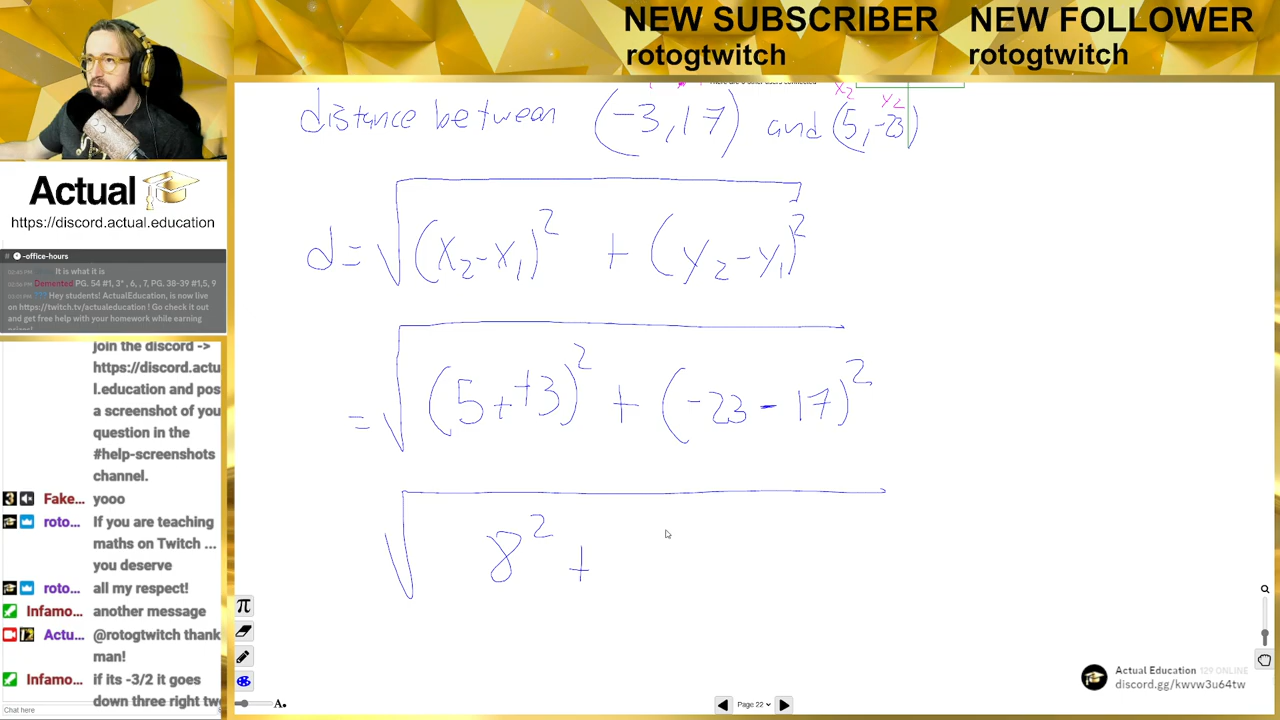 NEW SUBSCRIBER
rotogtwitch
NEW FOLLOWER
rotogtwitch
x2
y2
distance between (-3,17) and (5,-23)
d=√(x2-x1)² + (y2-y1)²
=√(5++3)² + (-23-17)²
√8² +
Actual
https://discord.actual.education
-office-hours
It is what it is
Demented PG. 54 #1, 3*, 6, , 7, PG. 38-39 #1,5, 9
Hey students! ActualEducation, is now live
on https://twitch.tv/actualeducation ! Go check it out
and get free help with your homework while earning
join the discord ->
https://discord.actu
l.education and pos
a screenshot of you
question in the
#help-screenshots
channel.
Fake... yooo
roto... If you are teaching
maths on Twitch ...
you deserve
roto... all my respect!
Infamo... another message
Actu... @rotogtwitch thank
man!
Infamo... if its -3/2 it goes
down three right two
Chat here
π
A.
Page 22
Actual Education 129 ONLINE
discord.gg/kwvw3u64tw